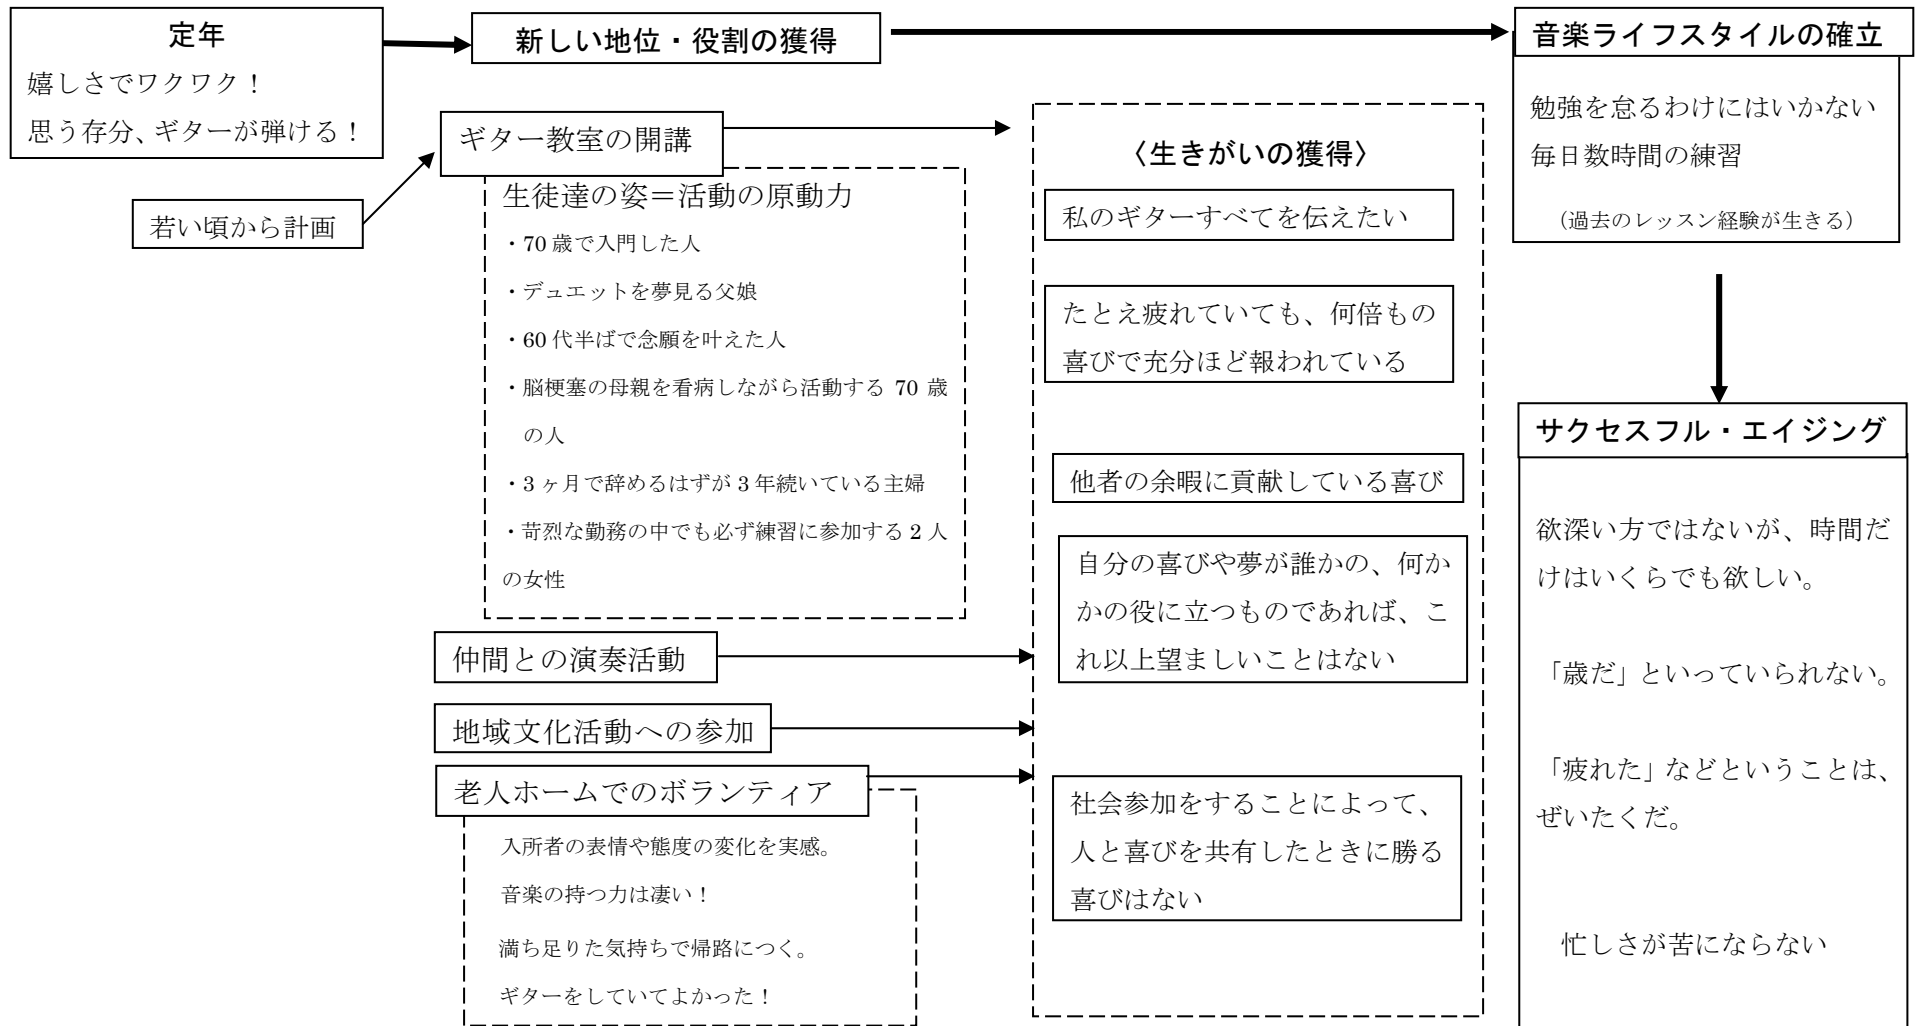 定年
嬉しさでワクワク！
思う存分、ギターが弾ける！
新しい地位・役割の獲得
音楽ライフスタイルの確立
勉強を怠るわけにはいかない
毎日数時間の練習
（過去のレッスン経験が生きる）
若い頃から計画
ギター教室の開講
生徒達の姿＝活動の原動力
・70 歳で入門した人
・デュエットを夢見る父娘
・60 代半ばで念願を叶えた人
・脳梗塞の母親を看病しながら活動する 70 歳
の人
・3 ヶ月で辞めるはずが 3 年続いている主婦
・苛烈な勤務の中でも必ず練習に参加する 2 人
の女性
仲間との演奏活動
地域文化活動への参加
老人ホームでのボランティア
入所者の表情や態度の変化を実感。
音楽の持つ力は凄い！
満ち足りた気持ちで帰路につく。
ギターをしていてよかった！
〈生きがいの獲得〉
私のギターすべてを伝えたい
たとえ疲れていても、何倍もの
喜びで充分ほど報われている
他者の余暇に貢献している喜び
自分の喜びや夢が誰かの、何か
かの役に立つものであれば、こ
れ以上望ましいことはない
社会参加をすることによって、
人と喜びを共有したときに勝る
喜びはない
サクセスフル・エイジング
欲深い方ではないが、時間だ
けはいくらでも欲しい。
「歳だ」といっていられない。
「疲れた」などということは、
ぜいたくだ。
忙しさが苦にならない